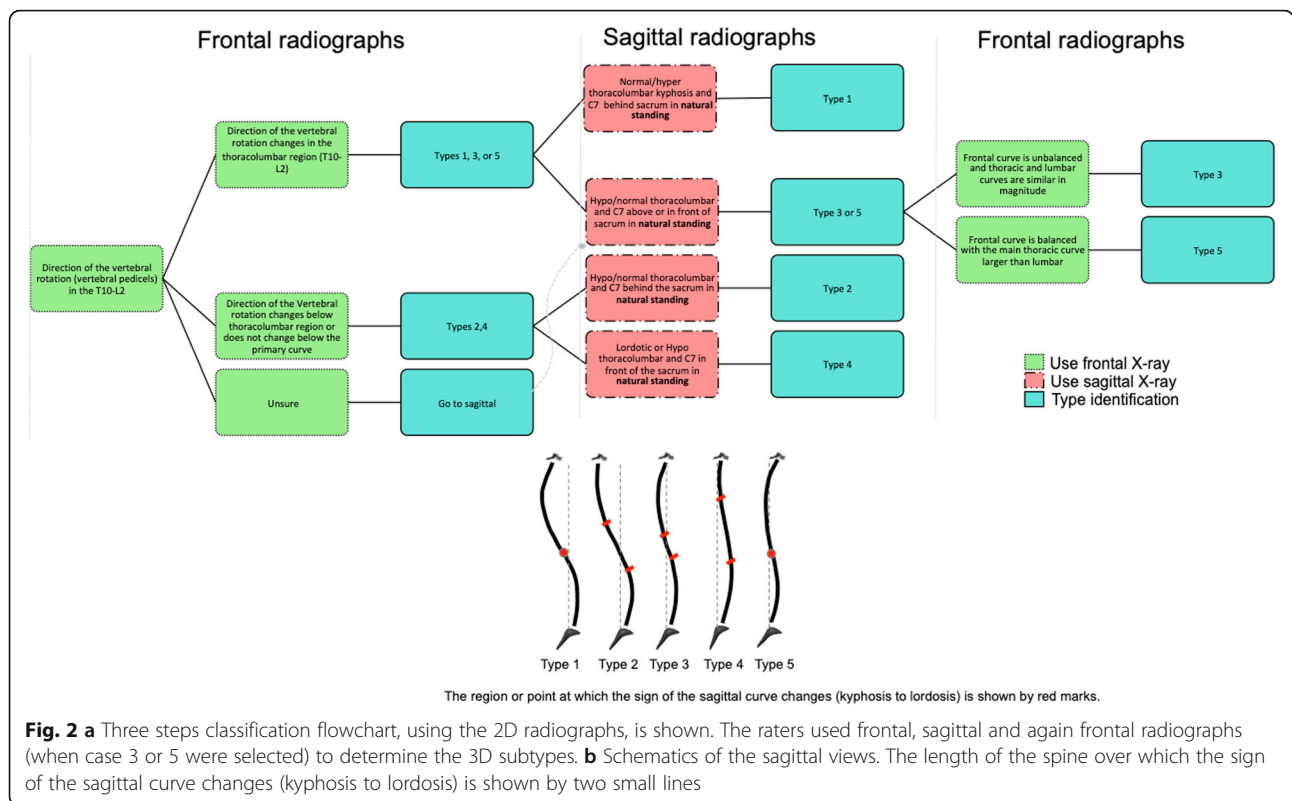 Frontal radiographs
Sagittal radiographs
Frontal radiographs
Direction of the vertebral
rotation (vertebral pedicels)
in the T10-L2
Direction of the vertebral
rotation changes in the
thoracolumbar region (T10-
L2)
Types 1, 3, or 5
Direction of the Vertebral
rotation changes below
thoracolumbar region or
does not change below the
primary curve
Types 2,4
Unsure
Go to sagittal
Normal/hyper
thoracolumbar kyphosis and
C7 behind sacrum in natural
standing
Type 1
Hypo/normal thoracolumbar
and C7 above or in front of
sacrum in natural standing
Type 3 or 5
Hypo/normal thoracolumbar
and C7 behind the sacrum in
natural standing
Type 2
Lordotic or Hypo
thoracolumbar and C7 in
front of the sacrum in
natural standing
Type 4
Frontal curve is unbalanced
and thoracic and lumbar
curves are similar in
magnitude
Type 3
Frontal curve is balanced
with the main thoracic curve
larger than lumbar
Type 5
Use frontal X-ray
Use sagittal X-ray
Type identification
Type 1 Type 2 Type 3 Type 4 Type 5
The region or point at which the sign of the sagittal curve changes (kyphosis to lordosis) is shown by red marks.
Fig. 2 a Three steps classification flowchart, using the 2D radiographs, is shown. The raters used frontal, sagittal and again frontal radiographs
(when case 3 or 5 were selected) to determine the 3D subtypes. b Schematics of the sagittal views. The length of the spine over which the sign
of the sagittal curve changes (kyphosis to lordosis) is shown by two small lines